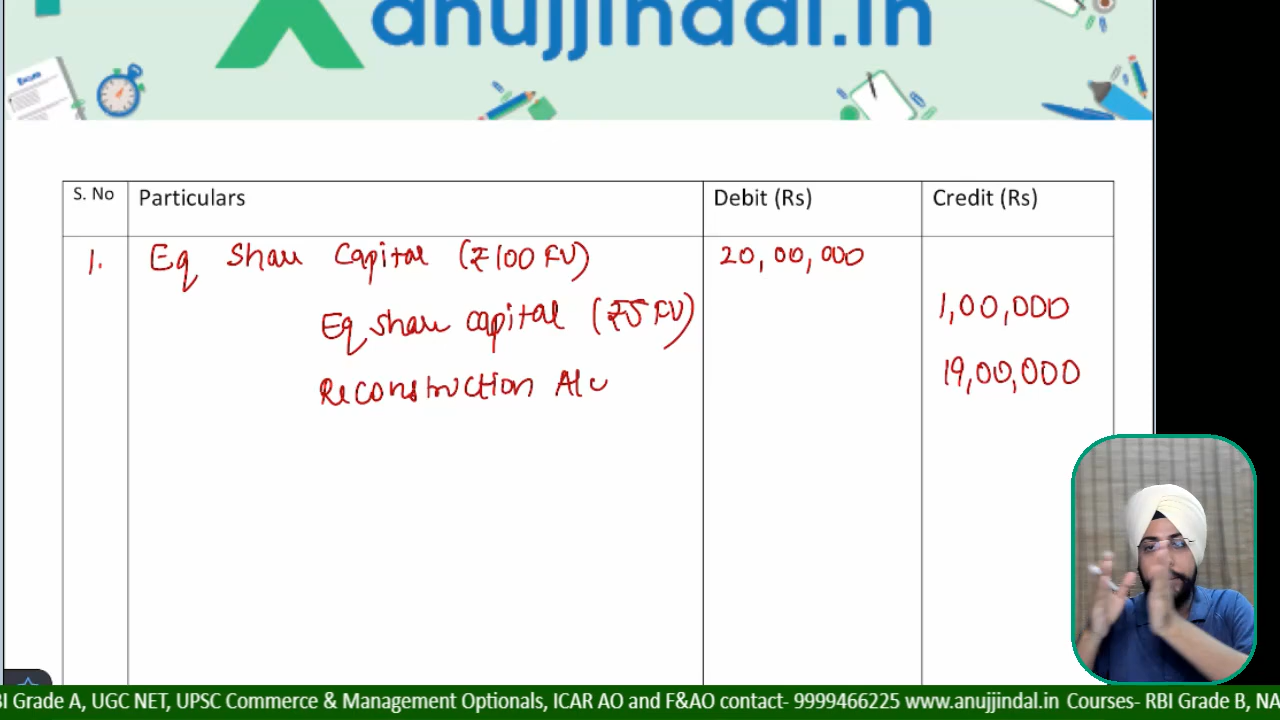 anujjindal.in
S. No Particulars Debit (Rs) Credit (Rs)
1. Eq Share Capital (₹100 FV) 20,00,000
Eq share capital (₹5 FV) 1,00,000
Reconstruction A/c 19,00,000
BI Grade A, UGC NET, UPSC Commerce & Management Optionals, ICAR AO and F&AO contact- 9999466225 www.anujjindal.in Courses- RBI Grade B, NA